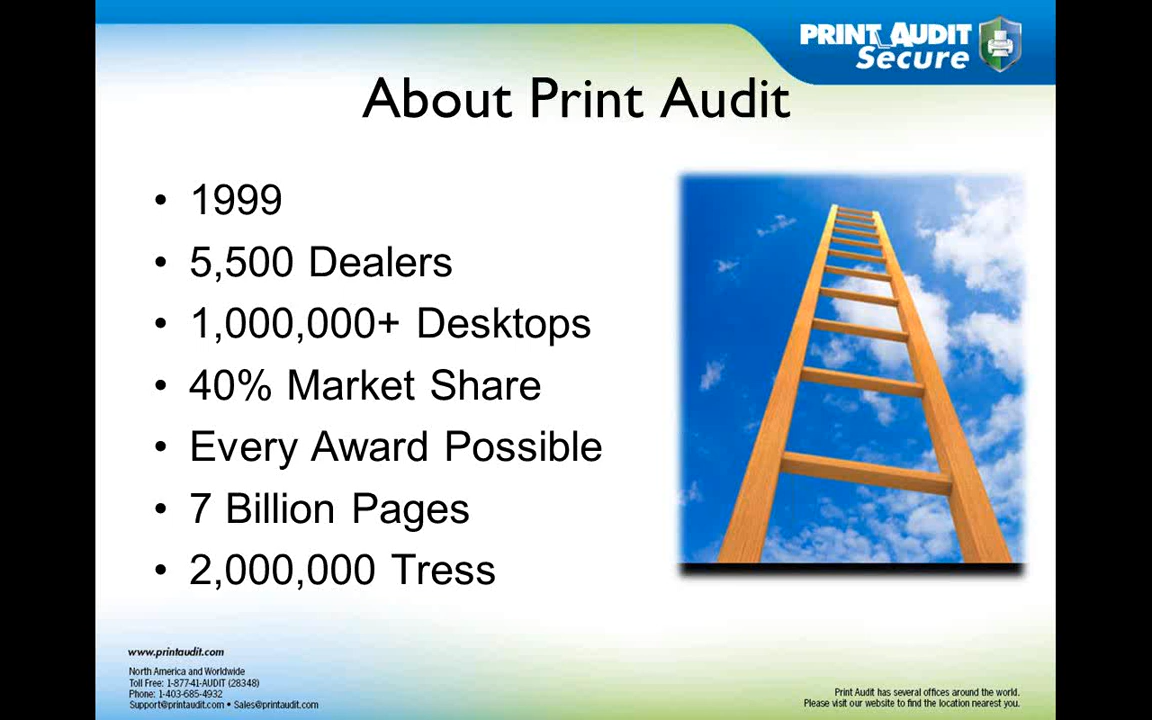 PRINT AUDIT
Secure
About Print Audit
• 1999
• 5,500 Dealers
• 1,000,000+ Desktops
• 40% Market Share
• Every Award Possible
• 7 Billion Pages
• 2,000,000 Tress
www.printaudit.com
North America and Worldwide
Toll Free: 1-877-41-AUDIT (28348)
Phone: 1-403-685-4932
Support@printaudit.com • Sales@printaudit.com
Print Audit has several offices around the world.
Please visit our website to find the location nearest you.